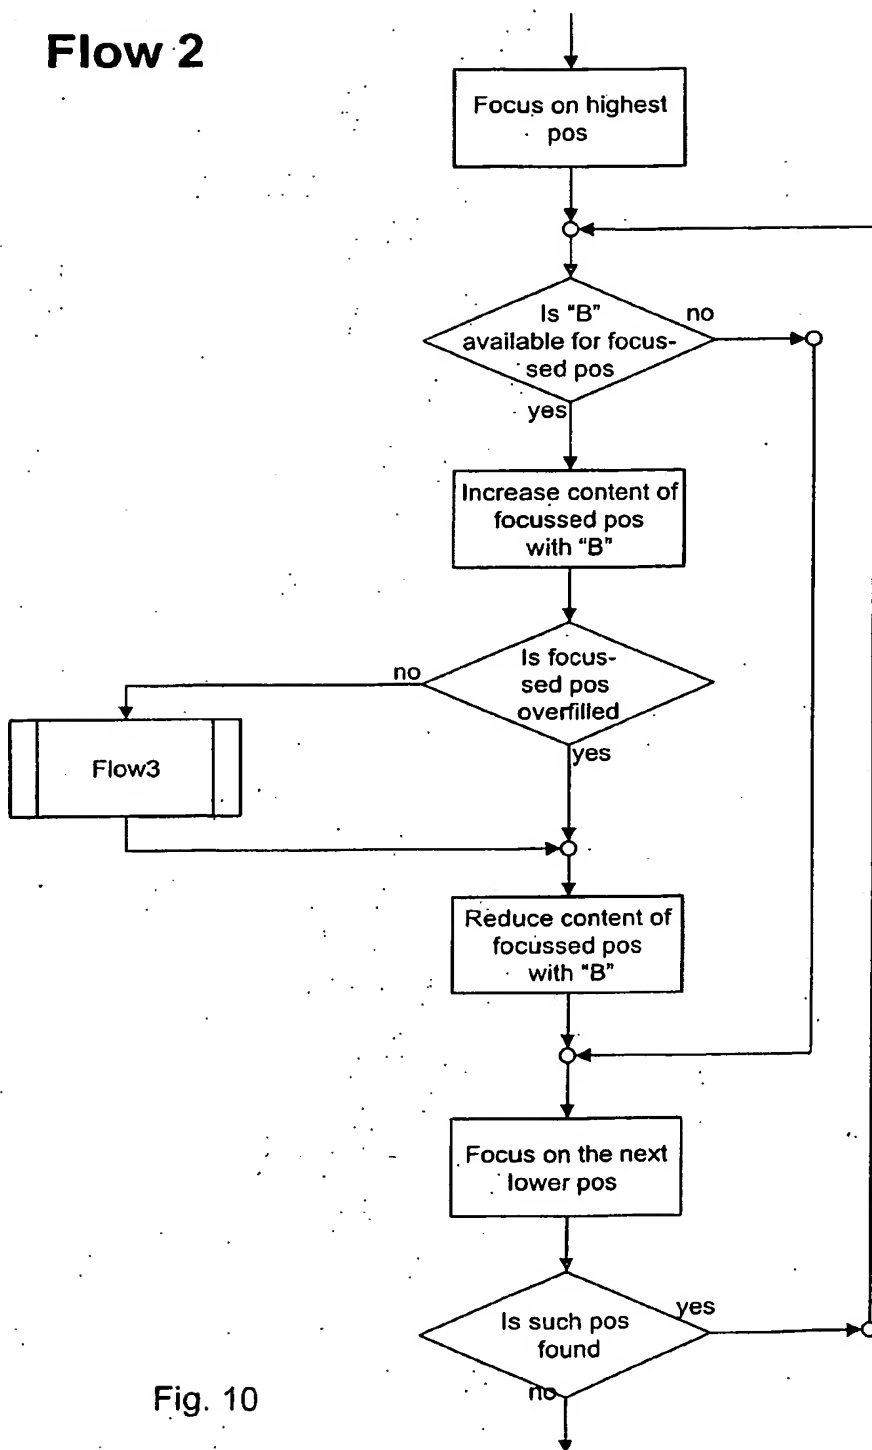 Flow 2
Focus on highest
pos
Is “B”
available for focus-
sed pos
no
yes
Increase content of
focussed pos
with “B”
Is focus-
sed pos
overfilled
no
yes
Flow3
Reduce content of
focussed pos
with “B”
Focus on the next
lower pos
Is such pos
found
yes
no
Fig. 10